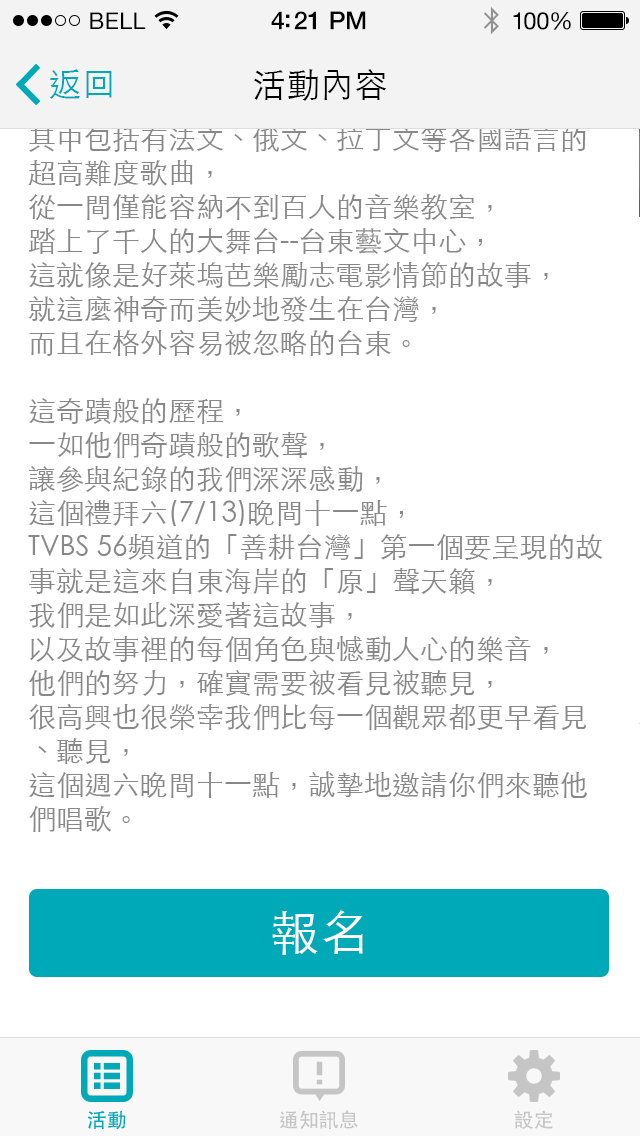 BELL 4:21 PM 100%
返回 活動內容
其中包括有法文、俄文、拉丁文等各國語言的
超高難度歌曲，
從一間僅能容納不到百人的音樂教室，
踏上了千人的大舞台--台東藝文中心，
這就像是好萊塢芭樂勵志電影情節的故事，
就這麼神奇而美妙地發生在台灣，
而且在格外容易被忽略的台東。
這奇蹟般的歷程，
一如他們奇蹟般的歌聲，
讓參與紀錄的我們深深感動，
這個禮拜六(7/13)晚間十一點，
TVBS 56頻道的「善耕台灣」第一個要呈現的故
事就是這來自東海岸的「原」聲天籟，
我們是如此深愛著這故事，
以及故事裡的每個角色與憾動人心的樂音，
他們的努力，確實需要被看見被聽見，
很高興也很榮幸我們比每一個觀眾都更早看見
、聽見，
這個週六晚間十一點，誠摯地邀請你們來聽他
們唱歌。
報名
活動 通知訊息 設定